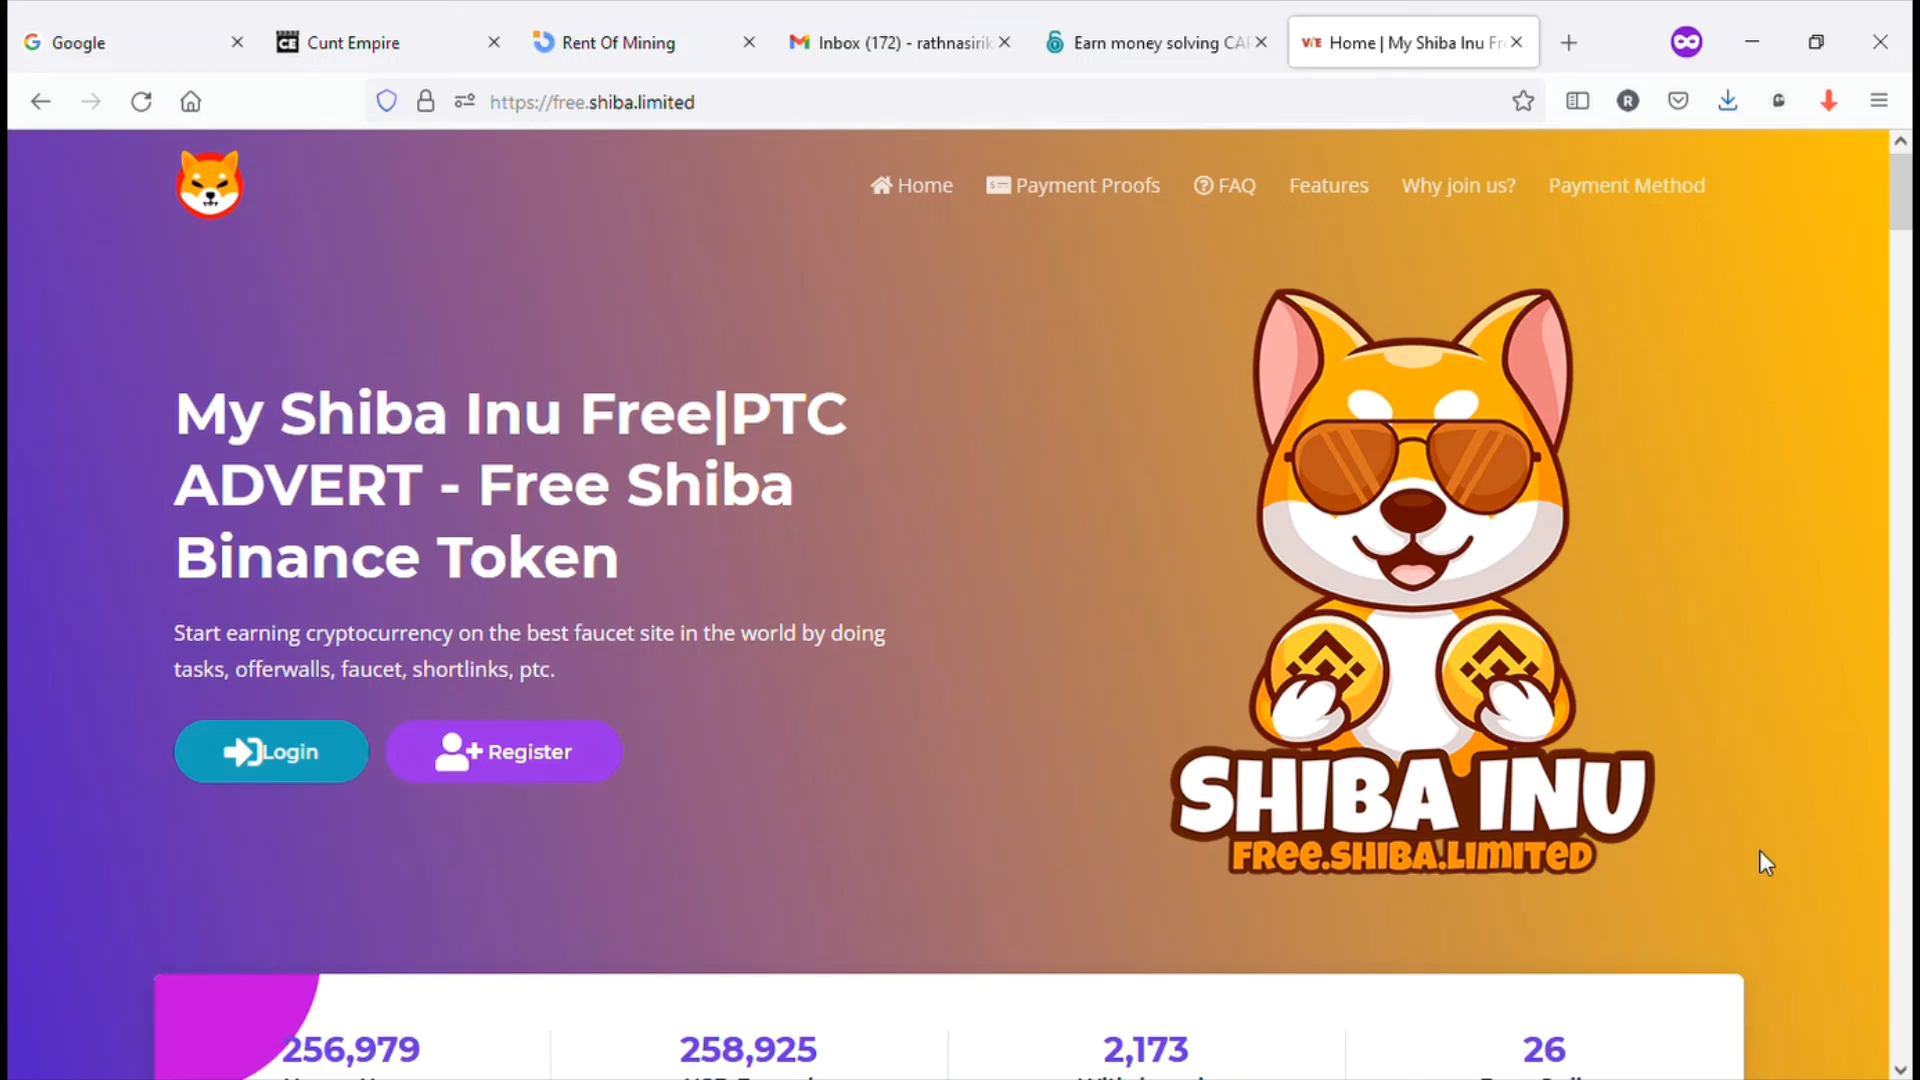 Google
Cunt Empire
Rent Of Mining
Inbox (172) - rathnasirik
Earn money solving CAP
Home | My Shiba Inu Fr
https://free.shiba.limited
Home
Payment Proofs
FAQ
Features
Why join us?
Payment Method
My Shiba Inu Free|PTC
ADVERT - Free Shiba
Binance Token
Start earning cryptocurrency on the best faucet site in the world by doing
tasks, offerwalls, faucet, shortlinks, ptc.
Login
Register
SHIBA INU
FREE.SHIBA.LIMITED
256,979
258,925
2,173
26